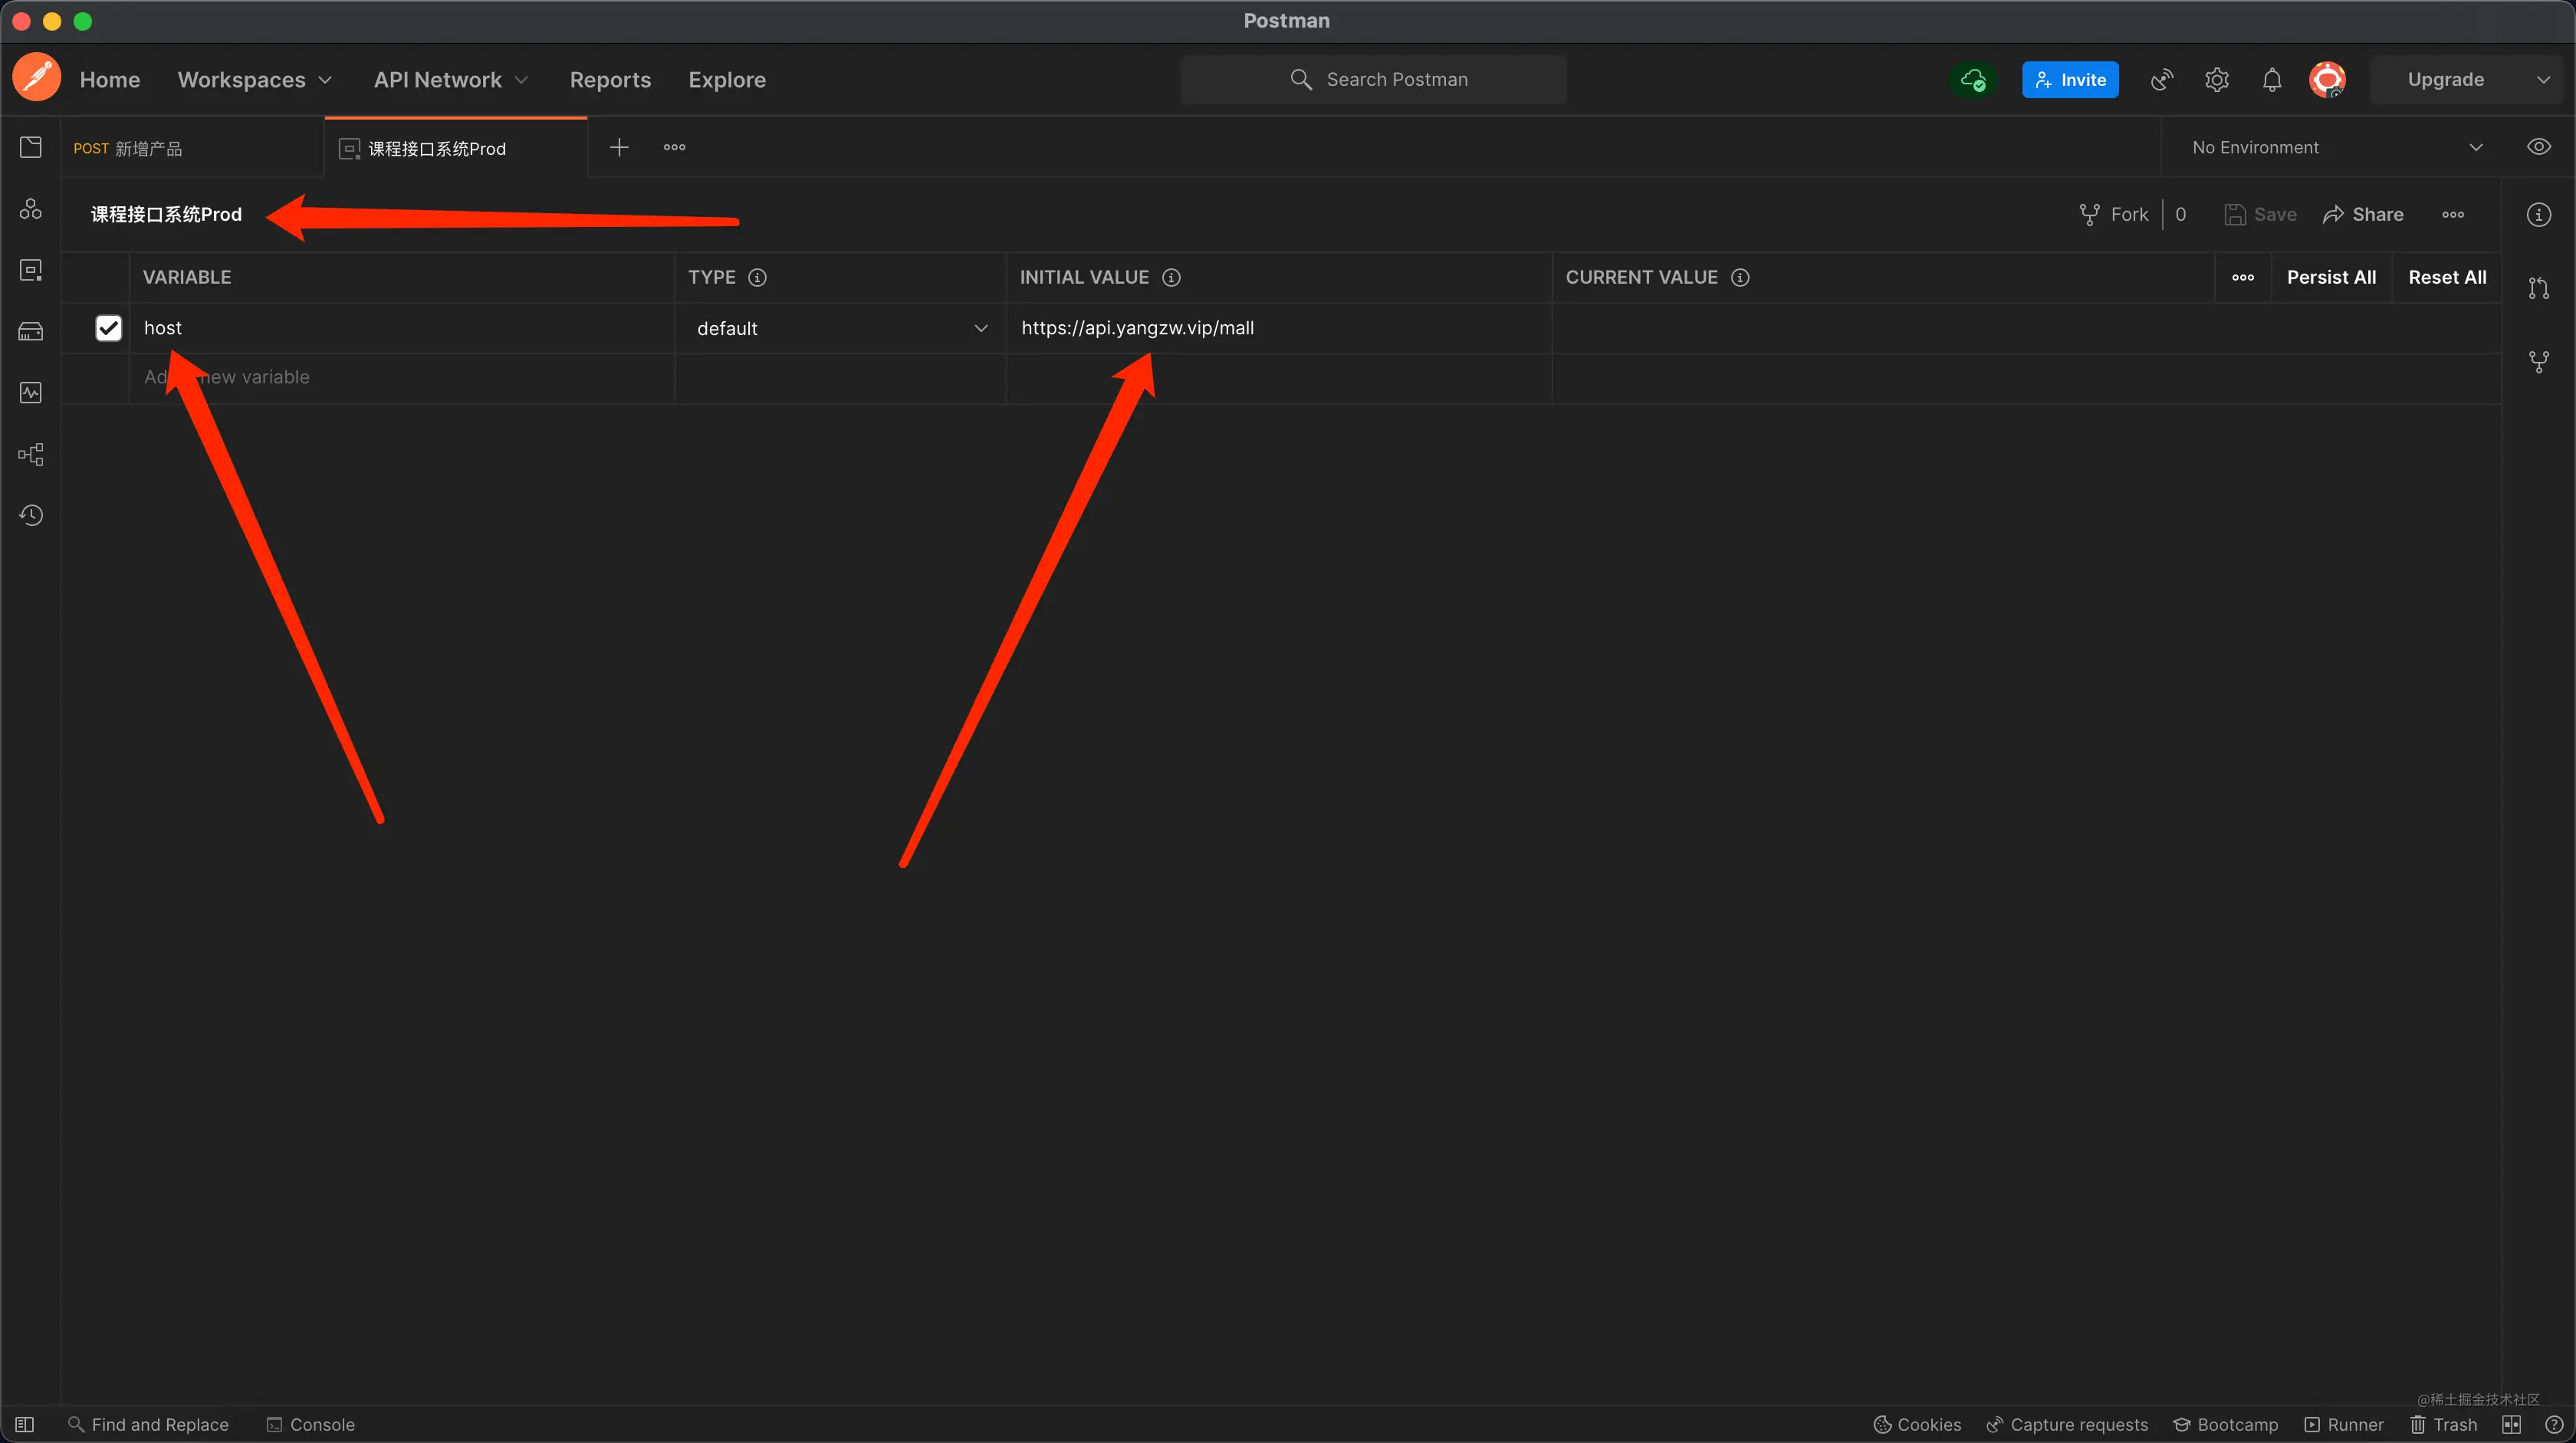 Postman
Home Workspaces API Network Reports Explore Search Postman Invite Upgrade
POST 新增产品 课程接口系统Prod No Environment
课程接口系统Prod Fork 0 Save Share
VARIABLE TYPE INITIAL VALUE CURRENT VALUE Persist All Reset All
host default https://api.yangzw.vip/mall
new variable
@稀土掘金技术社区
Find and Replace Console Cookies Capture requests Bootcamp Runner Trash